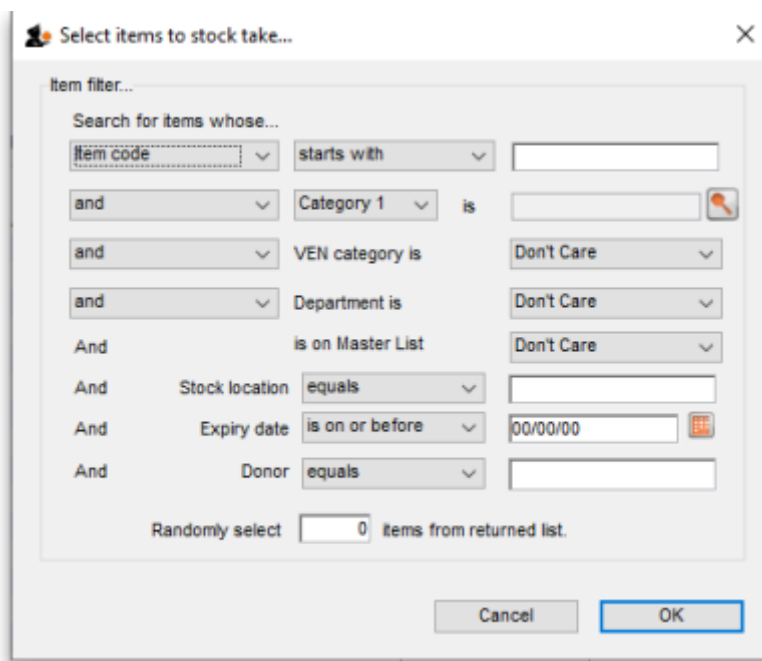 Select items to stock take...
Item filter...
Search for items whose...
Item code starts with
and Category 1 is
and VEN category is Don't Care
and Department is Don't Care
And is on Master List Don't Care
And Stock location equals
And Expiry date is on or before 00/00/00
And Donor equals
Randomly select 0 items from returned list.
Cancel OK